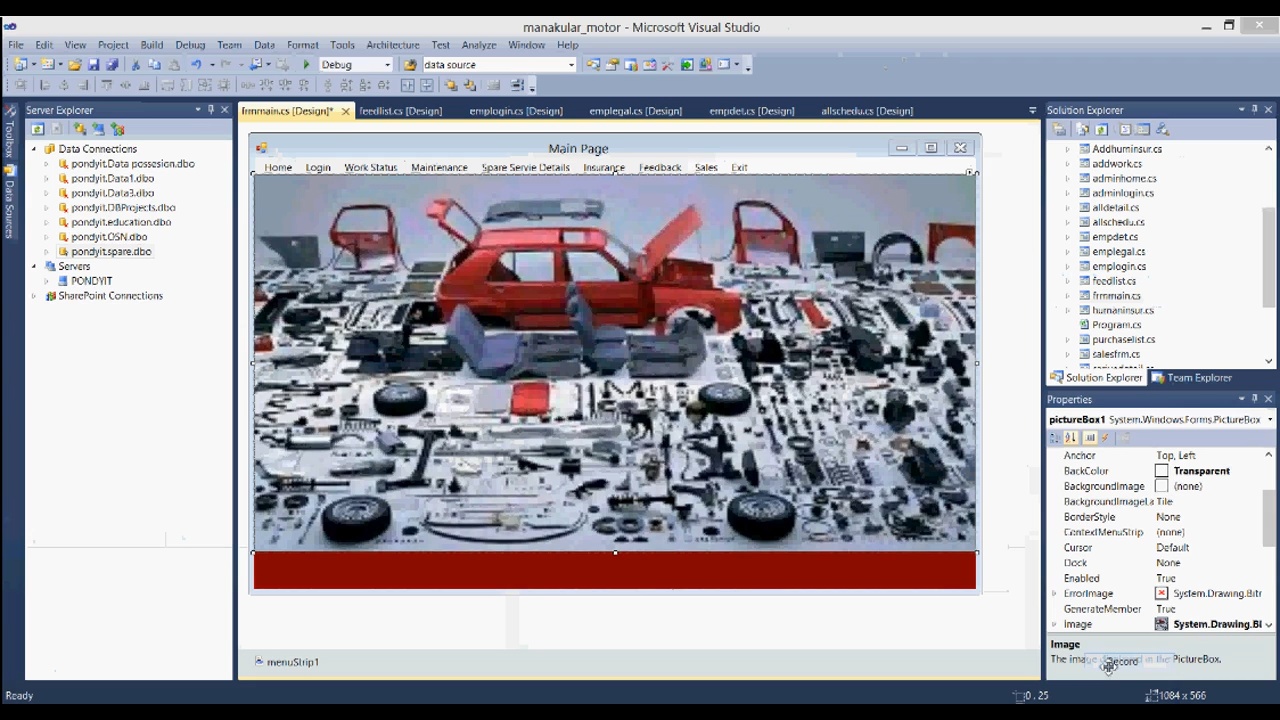 manakular_motor - Microsoft Visual Studio
File Edit View Project Build Debug Team Data Format Tools Architecture Test Analyze Window Help
Debug data source
Server Explorer
Data Connections
pondyit.Data possesion.dbo
pondyit.Data1.dbo
pondyit.Data3.dbo
pondyit.DBProjects.dbo
pondyit.education.dbo
pondyit.OSN.dbo
pondyit.spare.dbo
Servers
PONDYIT
SharePoint Connections
Toolbox
Data Sources
frmmain.cs [Design]* feedlist.cs [Design] emplogin.cs [Design] emplegal.cs [Design] empdet.cs [Design] allschedu.cs [Design]
Main Page
Home Login Work Status Maintenance Spare Servie Details Insurance Feedback Sales Exit
menuStrip1
Solution Explorer
Addhuminsur.cs
addwork.cs
adminhome.cs
adminlogin.cs
alldetail.cs
allschedu.cs
empdet.cs
emplegal.cs
emplogin.cs
feedlist.cs
frmmain.cs
humaninsur.cs
Program.cs
purchaselist.cs
salesfrm.cs
Solution Explorer Team Explorer
Properties
pictureBox1 System.Windows.Forms.PictureBox
Anchor Top, Left
BackColor Transparent
BackgroundImage (none)
BackgroundImageLa Tile
BorderStyle None
ContextMenuStrip (none)
Cursor Default
Dock None
Enabled True
ErrorImage System.Drawing.Bitr
GenerateMember True
Image System.Drawing.Bi
Image
The image in the PictureBox.
Ready 0, 25 1084 x 566